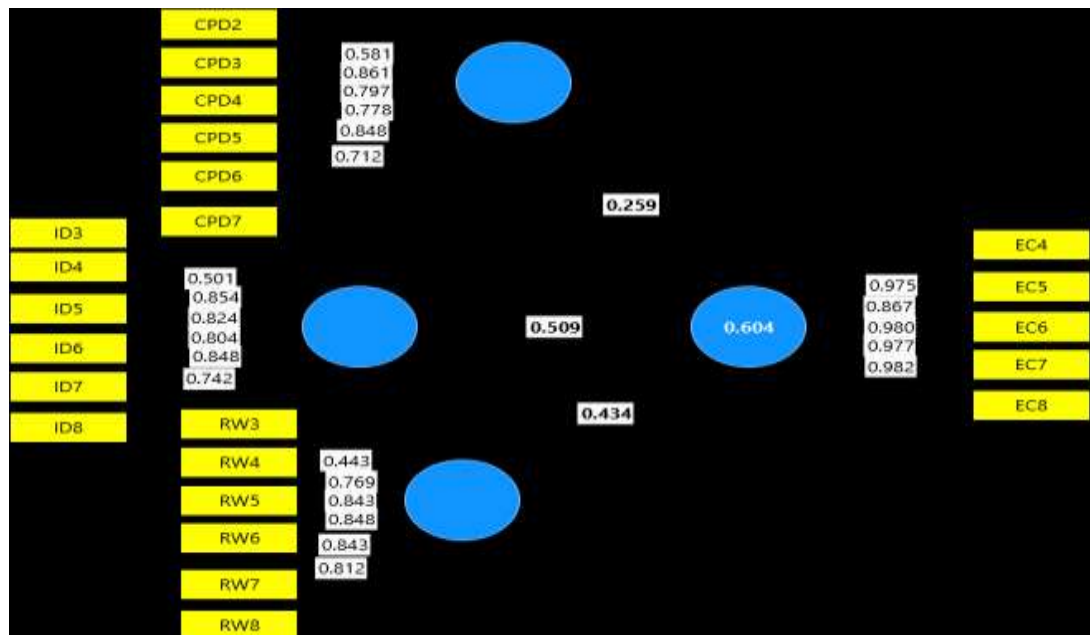 CPD2
CPD3
CPD4
CPD5
CPD6
CPD7
0.581
0.861
0.797
0.778
0.848
0.712
0.259
ID3
ID4
ID5
ID6
ID7
ID8
0.501
0.854
0.824
0.804
0.848
0.742
0.509
0.604
0.975
0.867
0.980
0.977
0.982
EC4
EC5
EC6
EC7
EC8
0.434
RW3
RW4
RW5
RW6
RW7
RW8
0.443
0.769
0.843
0.848
0.843
0.812